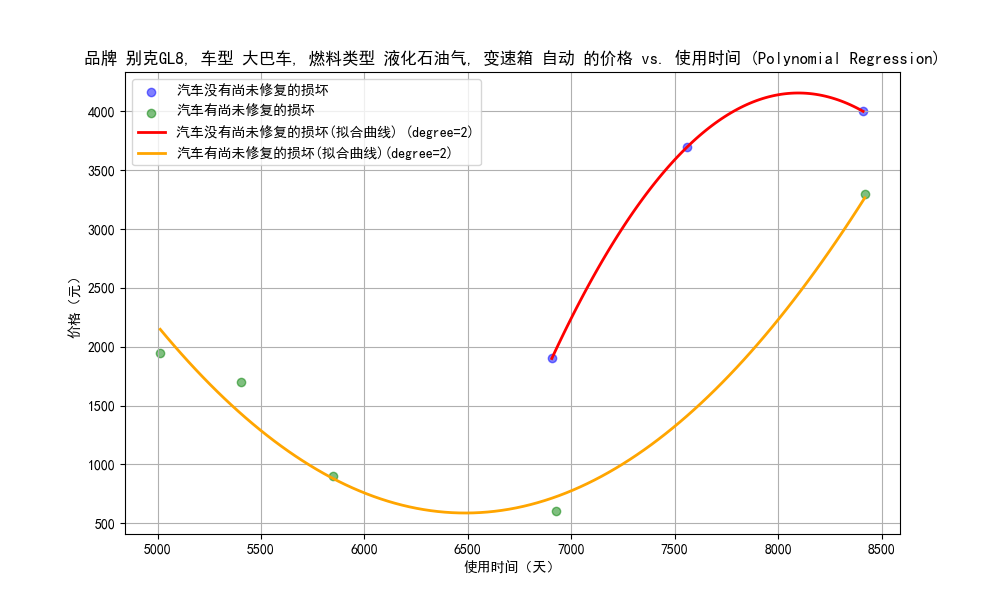 品牌 别克GL8, 车型 大巴车, 燃料类型 液化石油气, 变速箱 自动 的价格 vs. 使用时间 (Polynomial Regression)
汽车没有尚未修复的损坏
汽车有尚未修复的损坏
汽车没有尚未修复的损坏(拟合曲线) (degree=2)
汽车有尚未修复的损坏(拟合曲线)(degree=2)
价格（元）
4000
3500
3000
2500
2000
1500
1000
500
5000 5500 6000 6500 7000 7500 8000 8500
使用时间（天）